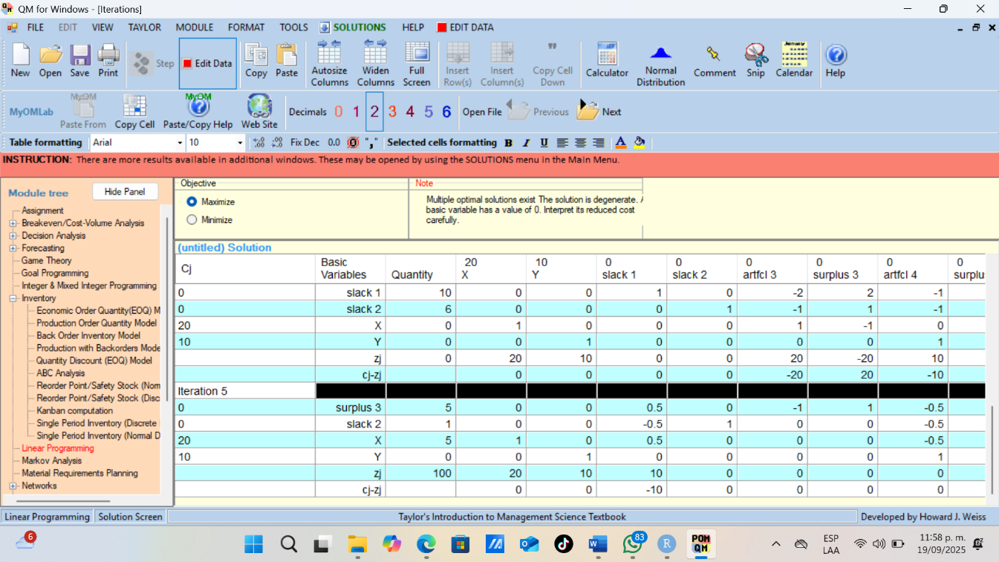 QM for Windows - [Iterations]
FILE EDIT VIEW TAYLOR MODULE FORMAT TOOLS SOLUTIONS HELP EDIT DATA
New Open Save Print Step Edit Data Copy Paste Autosize Columns Widen Columns Full Screen Insert Row(s) Insert Column(s) Copy Cell Down Calculator Normal Distribution Comment Snip Calendar Help
MyOMLab Paste From Copy Cell Paste/Copy Help Web Site Decimals 0 1 2 3 4 5 6 Open File Previous Next
Table formatting Arial 10 Fix Dec 0.0 "," Selected cells formatting B I U A
INSTRUCTION: There are more results available in additional windows. These may be opened by using the SOLUTIONS menu in the Main Menu.
Module tree Hide Panel
Assignment
Breakeven/Cost-Volume Analysis
Decision Analysis
Forecasting
Game Theory
Goal Programming
Integer & Mixed Integer Programming
Inventory
Economic Order Quantity(EOQ) M
Production Order Quantity Model
Back Order Inventory Model
Production with Backorders Mode
Quantity Discount (EOQ) Model
ABC Analysis
Reorder Point/Safety Stock (Nom
Reorder Point/Safety Stock (Disc
Kanban computation
Single Period Inventory (Discrete
Single Period Inventory (Normal D
Linear Programming
Markov Analysis
Material Requirements Planning
Networks
Objective
Maximize
Minimize
Note
Multiple optimal solutions exist The solution is degenerate. A
basic variable has a value of 0. Interpret its reduced cost
carefully.
(untitled) Solution
Cj Basic Variables Quantity 20 X 10 Y 0 slack 1 0 slack 2 0 artfcl 3 0 surplus 3 0 artfcl 4 0 surplu
0 slack 1 10 0 0 1 0 -2 2 -1
0 slack 2 6 0 0 0 1 -1 1 -1
20 X 0 1 0 0 0 1 -1 0
10 Y 0 0 1 0 0 0 0 1
zj 0 20 10 0 0 20 -20 10
cj-zj 0 0 0 0 -20 20 -10
Iteration 5
0 surplus 3 5 0 0 0.5 0 -1 1 -0.5
0 slack 2 1 0 0 -0.5 1 0 0 -0.5
20 X 5 1 0 0.5 0 0 0 -0.5
10 Y 0 0 1 0 0 0 0 1
zj 100 20 10 10 0 0 0 0
cj-zj 0 0 -10 0 0 0 0
Linear Programming Solution Screen Taylor's Introduction to Management Science Textbook Developed by Howard J. Weiss
6 83 POM QM ESP LAA 11:58 p. m. 19/09/2025